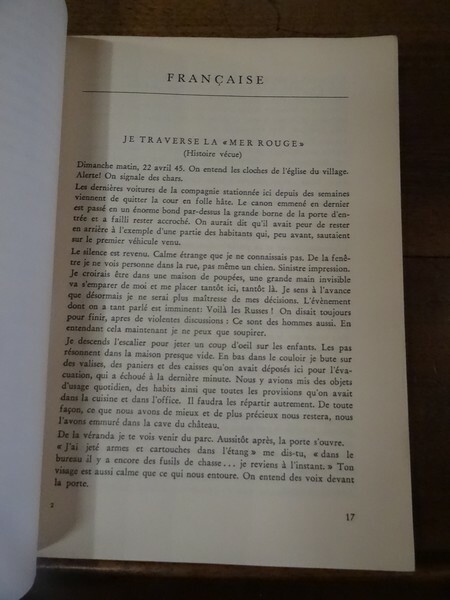 FRANÇAISE
JE TRAVERSE LA «MER ROUGE»
(Histoire vécue)
Dimanche matin, 22 avril 45. On entend les cloches de l'église du village.
Alerte! On signale des chars.
Les dernières voitures de la compagnie stationnée ici depuis des semaines
viennent de quitter la cour en folle hâte. Le canon emmené en dernier
est passé en un énorme bond par-dessus la grande borne de la porte d'en-
trée et a failli rester accroché. On aurait dit qu'il avait peur de rester
en arrière à l'exemple d'une partie des habitants qui, peu avant, sautaient
sur le premier véhicule venu.
Le silence est revenu. Calme étrange que je ne connaissais pas. De la fenê-
tre je ne vois personne dans la rue, pas même un chien. Sinistre impression.
Je croirais être dans une maison de poupées, une grande main invisible
va s'emparer de moi et me placer tantôt ici, tantôt là. Je sens à l'avance
que désormais je ne serai plus maîtresse de mes décisions. L'évènement
dont on a tant parlé est imminent: Voilà les Russes! On disait toujours
pour finir, après de violentes discussions : Ce sont des hommes aussi. En
entendant cela maintenant je ne peux que soupirer.
Je descends l'escalier pour jeter un coup d'oeil sur les enfants. Les pas
résonnent dans la maison presque vide. En bas dans le couloir je bute sur
des valises, des paniers et des caisses qu'on avait déposés ici pour l'éva-
cuation, qui a échoué à la dernière minute. Nous y avions mis des objets
d'usage quotidien, des habits ainsi que toutes les provisions qu'on avait
dans la cuisine et dans l'office. Il faudra les répartir autrement. De toute
façon, ce que nous avons de mieux et de plus précieux nous restera, nous
l'avons emmuré dans la cave du château.
De la véranda je te vois venir du parc. Aussitôt après, la porte s'ouvre.
« J'ai jeté armes et cartouches dans l'étang » me dis-tu, « dans le
bureau il y a encore des fusils de chasse... je reviens à l'instant. » Ton
visage est aussi calme que ce qui nous entoure. On entend des voix devant
la porte.
17